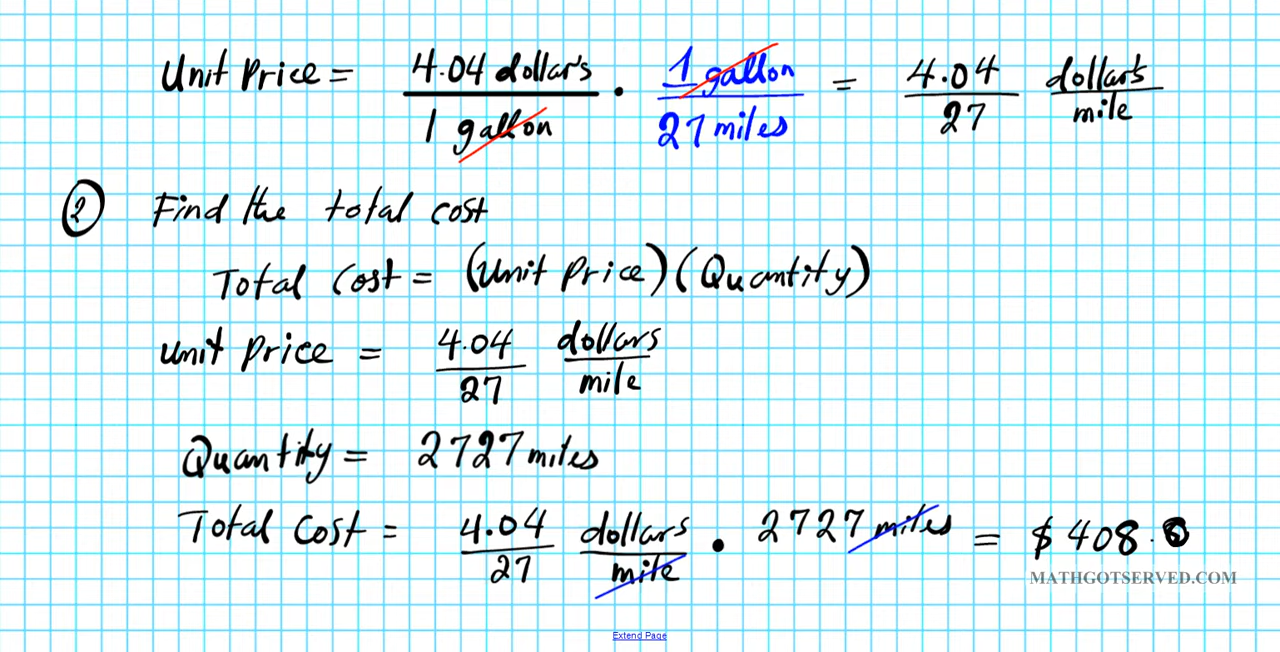 Unit Price = 4.04 dollars / 1 gallon · 1 gallon / 27 miles = 4.04 / 27 dollars / mile
② Find the total cost
Total Cost = (Unit Price)(Quantity)
Unit Price = 4.04 / 27 dollars / mile
Quantity = 2727 miles
Total Cost = 4.04 / 27 dollars / mile · 2727 miles = $408.
MATHGOTSERVED.COM
Extend Page